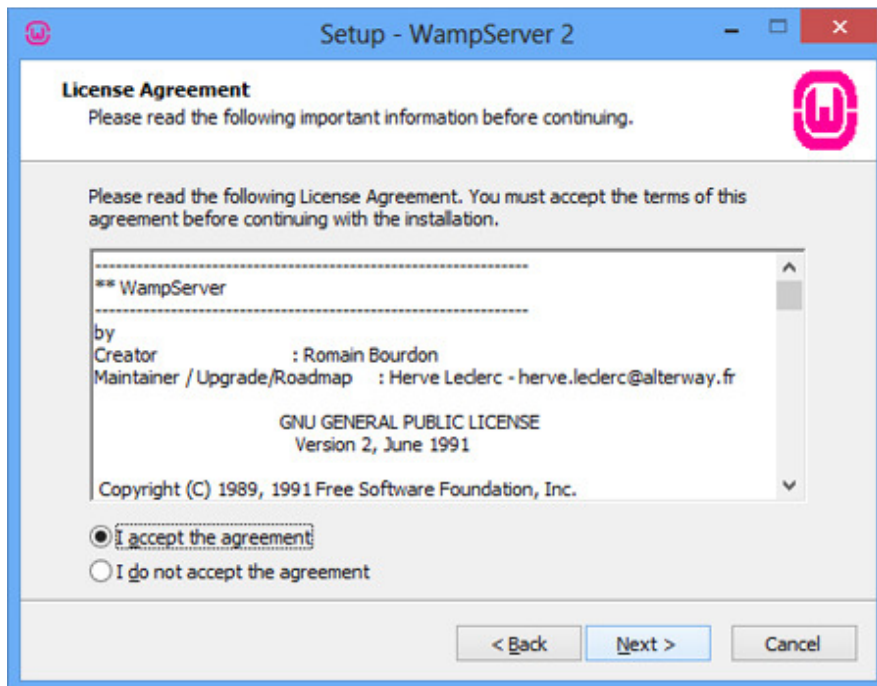 Setup - WampServer 2
License Agreement
Please read the following important information before continuing.
Please read the following License Agreement. You must accept the terms of this
agreement before continuing with the installation.
------------------------------------------------------------
** WampServer
------------------------------------------------------------
by
Creator : Romain Bourdon
Maintainer / Upgrade/Roadmap : Herve Leclerc - herve.leclerc@alterway.fr
GNU GENERAL PUBLIC LICENSE
Version 2, June 1991
Copyright (C) 1989, 1991 Free Software Foundation, Inc.
I accept the agreement
I do not accept the agreement
< Back Next > Cancel